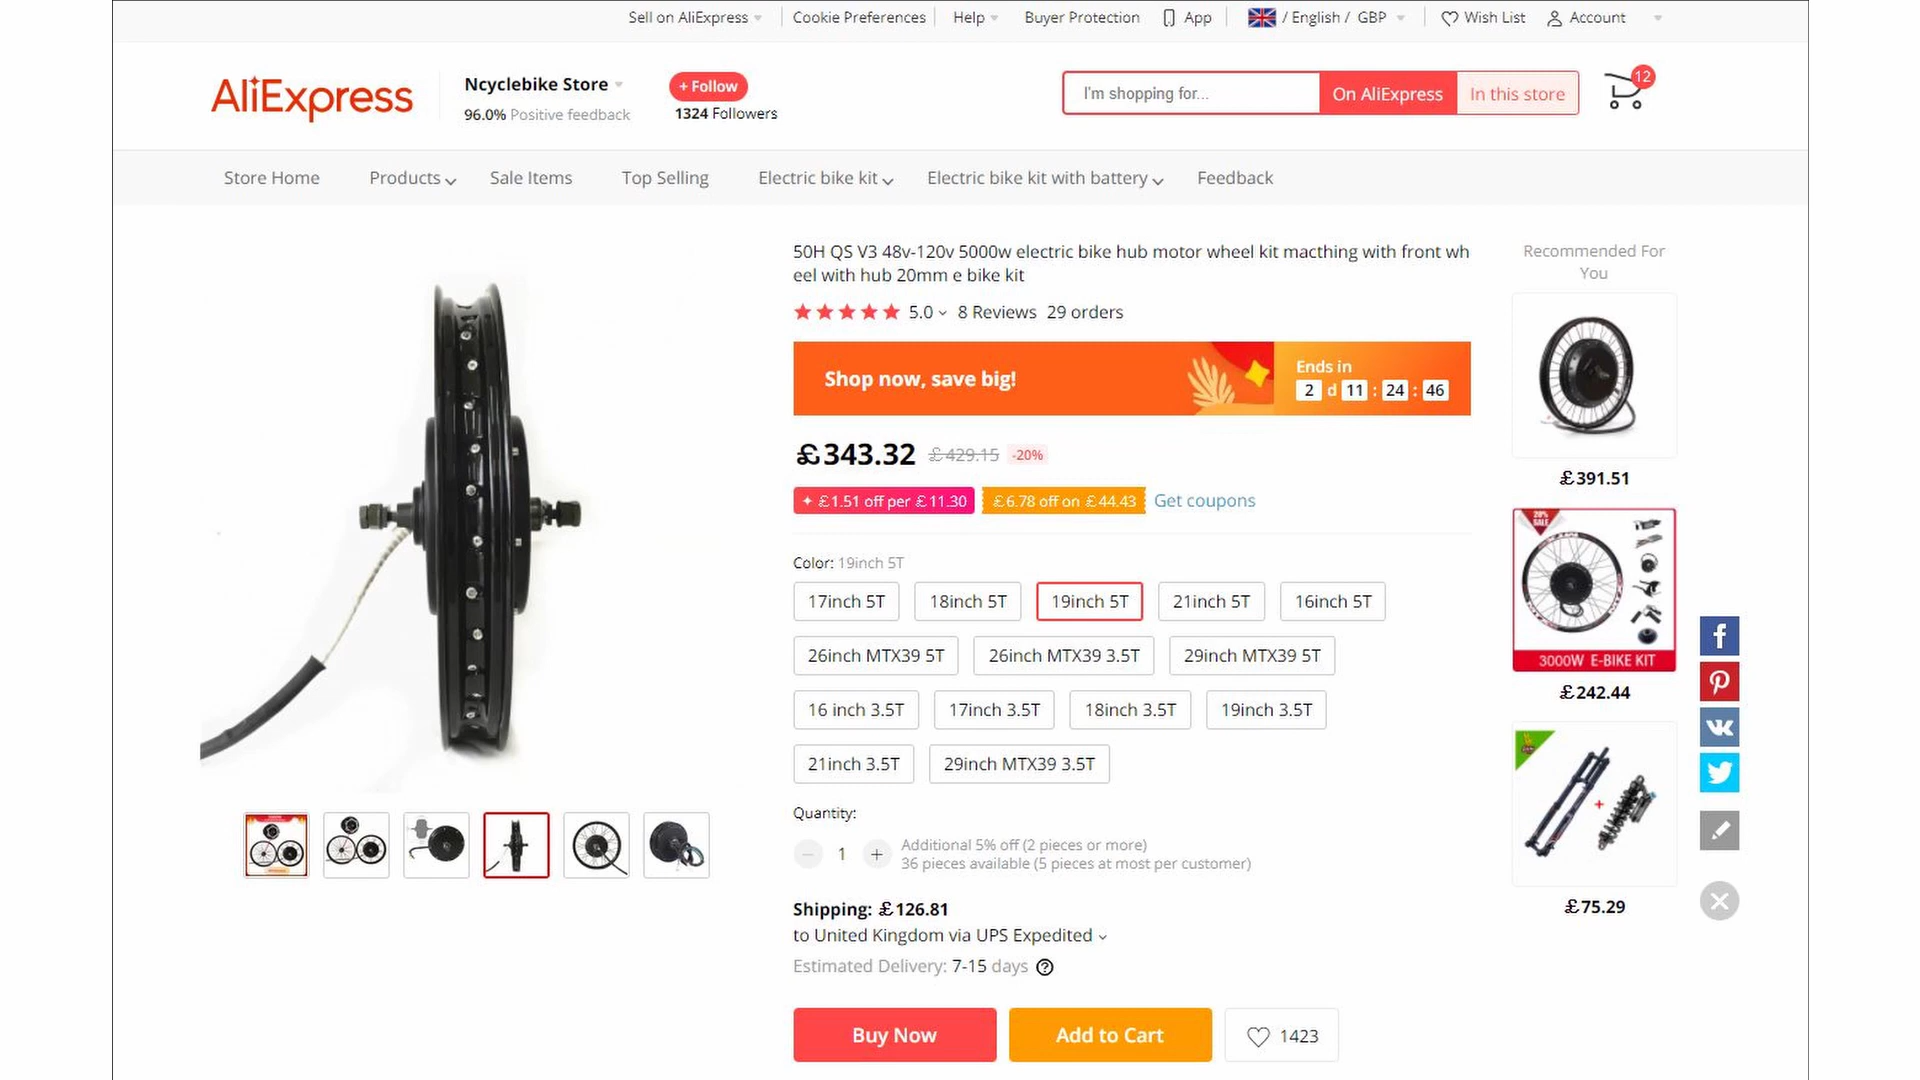 Sell on AliExpress
Cookie Preferences
Help
Buyer Protection
App
/ English / GBP
Wish List
Account
AliExpress
Ncyclebike Store
96.0% Positive feedback
+ Follow
1324 Followers
I'm shopping for...
On AliExpress
In this store
12
Store Home
Products
Sale Items
Top Selling
Electric bike kit
Electric bike kit with battery
Feedback
50H QS V3 48v-120v 5000w electric bike hub motor wheel kit macthing with front wh
eel with hub 20mm e bike kit
5.0 8 Reviews 29 orders
Shop now, save big!
Ends in
2 d 11 : 24 : 46
£343.32 £429.15 -20%
£1.51 off per £11.30
£6.78 off on £44.43
Get coupons
Color: 19inch 5T
17inch 5T
18inch 5T
19inch 5T
21inch 5T
16inch 5T
26inch MTX39 5T
26inch MTX39 3.5T
29inch MTX39 5T
16 inch 3.5T
17inch 3.5T
18inch 3.5T
19inch 3.5T
21inch 3.5T
29inch MTX39 3.5T
Quantity:
1 +
Additional 5% off (2 pieces or more)
36 pieces available (5 pieces at most per customer)
Shipping: £126.81
to United Kingdom via UPS Expedited
Estimated Delivery: 7-15 days ?
Buy Now
Add to Cart
1423
Recommended For
You
£391.51
20%
SALE
3000W E-BIKE KIT
£242.44
+
£75.29